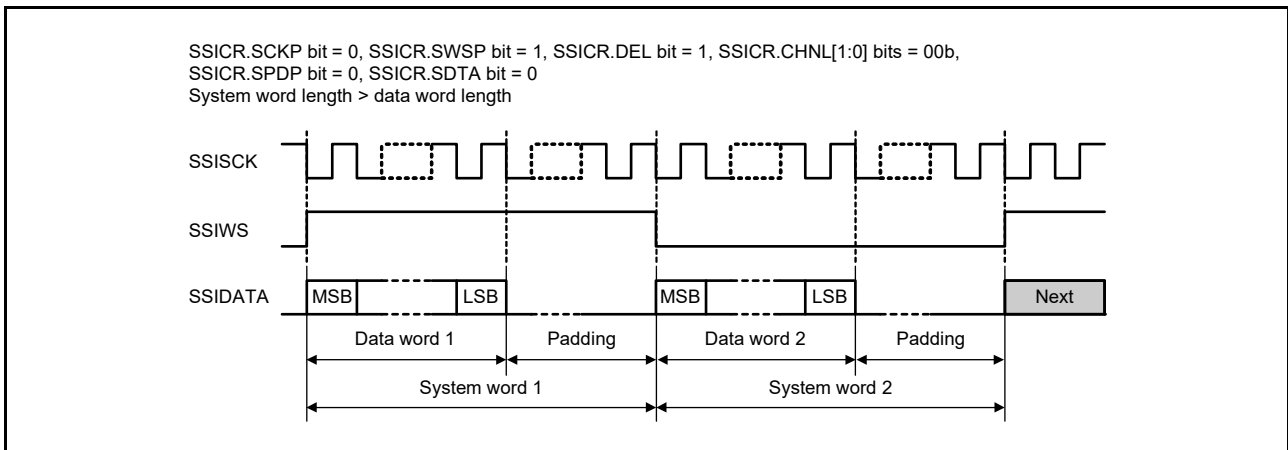 SSICR.SCKP bit = 0, SSICR.SWSP bit = 1, SSICR.DEL bit = 1, SSICR.CHNL[1:0] bits = 00b,
SSICR.SPDP bit = 0, SSICR.SDTA bit = 0
System word length > data word length
SSISCK
SSIWS
SSIDATA MSB LSB MSB LSB Next
Data word 1 Padding Data word 2 Padding
System word 1 System word 2